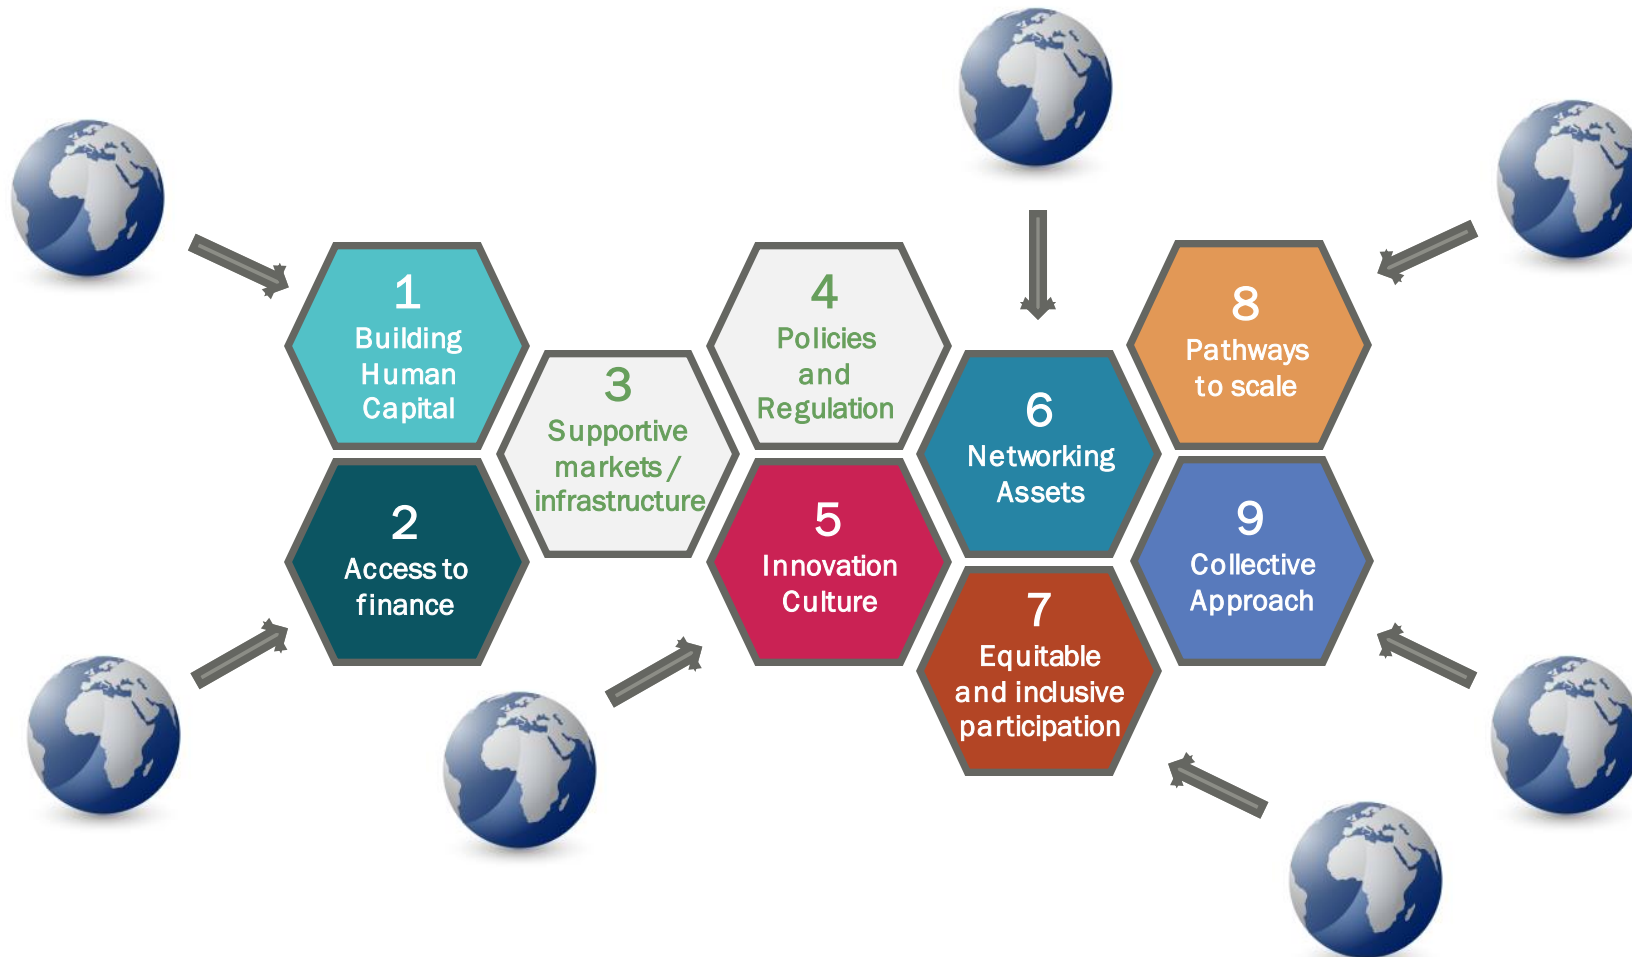 1
Building
Human
Capital
2
Access to
finance
3
Supportive
markets /
infrastructure
4
Policies
and
Regulation
5
Innovation
Culture
6
Networking
Assets
7
Equitable
and inclusive
participation
8
Pathways
to scale
9
Collective
Approach